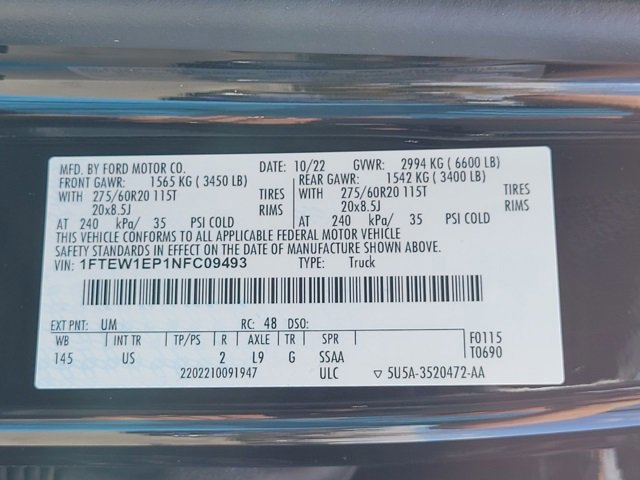 MFD. BY FORD MOTOR CO. DATE: 10/22 GVWR: 2994 KG ( 6600 LB)
FRONT GAWR: 1565 KG ( 3450 LB) REAR GAWR: 1542 KG ( 3400 LB)
WITH 275/60R20 115T TIRES WITH 275/60R20 115T TIRES
20x8.5J RIMS 20x8.5J RIMS
AT 240 kPa/ 35 PSI COLD AT 240 kPa/ 35 PSI COLD
THIS VEHICLE CONFORMS TO ALL APPLICABLE FEDERAL MOTOR VEHICLE
SAFETY STANDARDS IN EFFECT ON THE DATE OF MANUFACTURE SHOWN ABOVE.
VIN: 1FTEW1EP1NFC09493 TYPE: Truck
EXT PNT: UM RC: 48 DSO:
WB INT TR TP/PS R AXLE TR SPR F0115
145 US 2 L9 G SSAA T0690
2202210091947 ULC ▽ 5U5A-3520472-AA